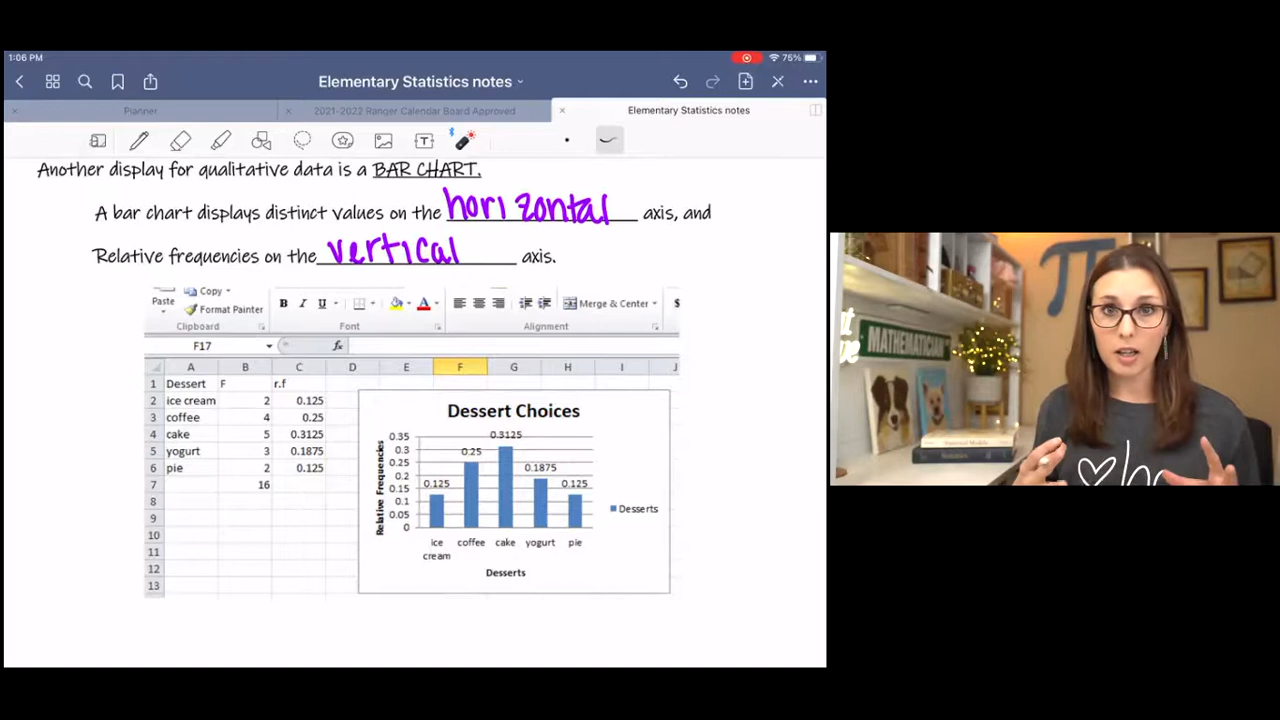 1:06 PM
75%
Elementary Statistics notes
Planner
2021-2022 Ranger Calendar Board Approved
Elementary Statistics notes
Another display for qualitative data is a BAR CHART.
A bar chart displays distinct values on the horizontal axis, and
Relative frequencies on the vertical axis.
Paste
Copy
Format Painter
B I U A
Merge & Center
$
Clipboard
Font
Alignment
F17
fx
A B C D E F G H I J
1 Dessert F r.f
2 ice cream 2 0.125
3 coffee 4 0.25
4 cake 5 0.3125
5 yogurt 3 0.1875
6 pie 2 0.125
7 16
8
9
10
11
12
13
Dessert Choices
Relative Frequencies
0.35
0.3
0.25
0.2
0.15
0.1
0.05
0
0.125 0.25 0.3125 0.1875 0.125
ice cream coffee cake yogurt pie
Desserts
Desserts
MATHEMATICIAN
Statistics